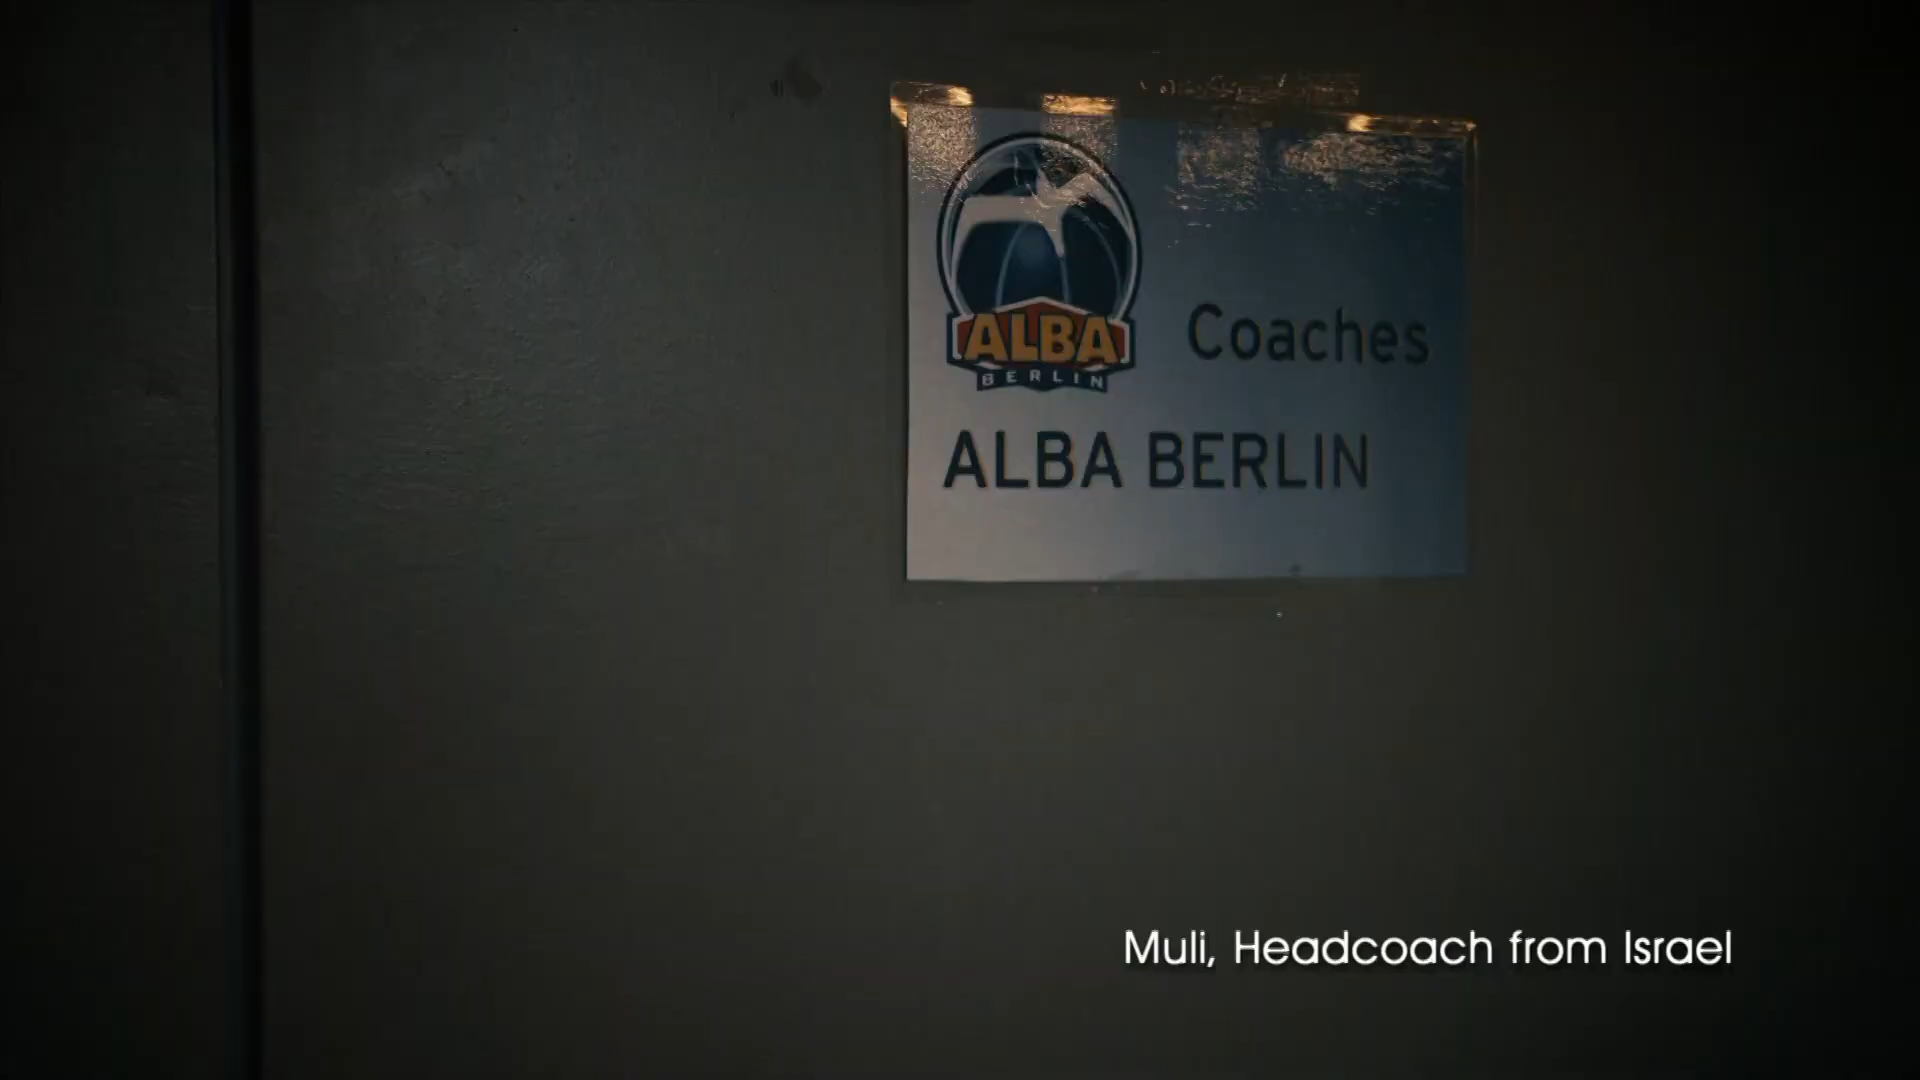 ALBA
BERLIN
Coaches
ALBA BERLIN
Muli, Headcoach from Israel